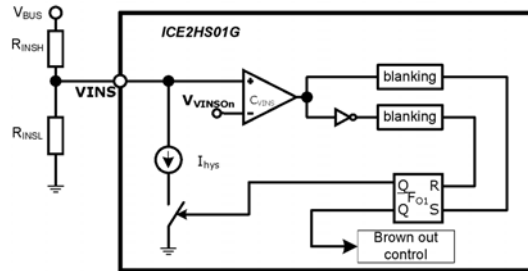 ICE2HS01G
VBUS
RINSH
VINS
RINSL
VVINSOn
CVINS
+
-
blanking
blanking
Ihys
Q R
FO1
Q S
Brown out
control